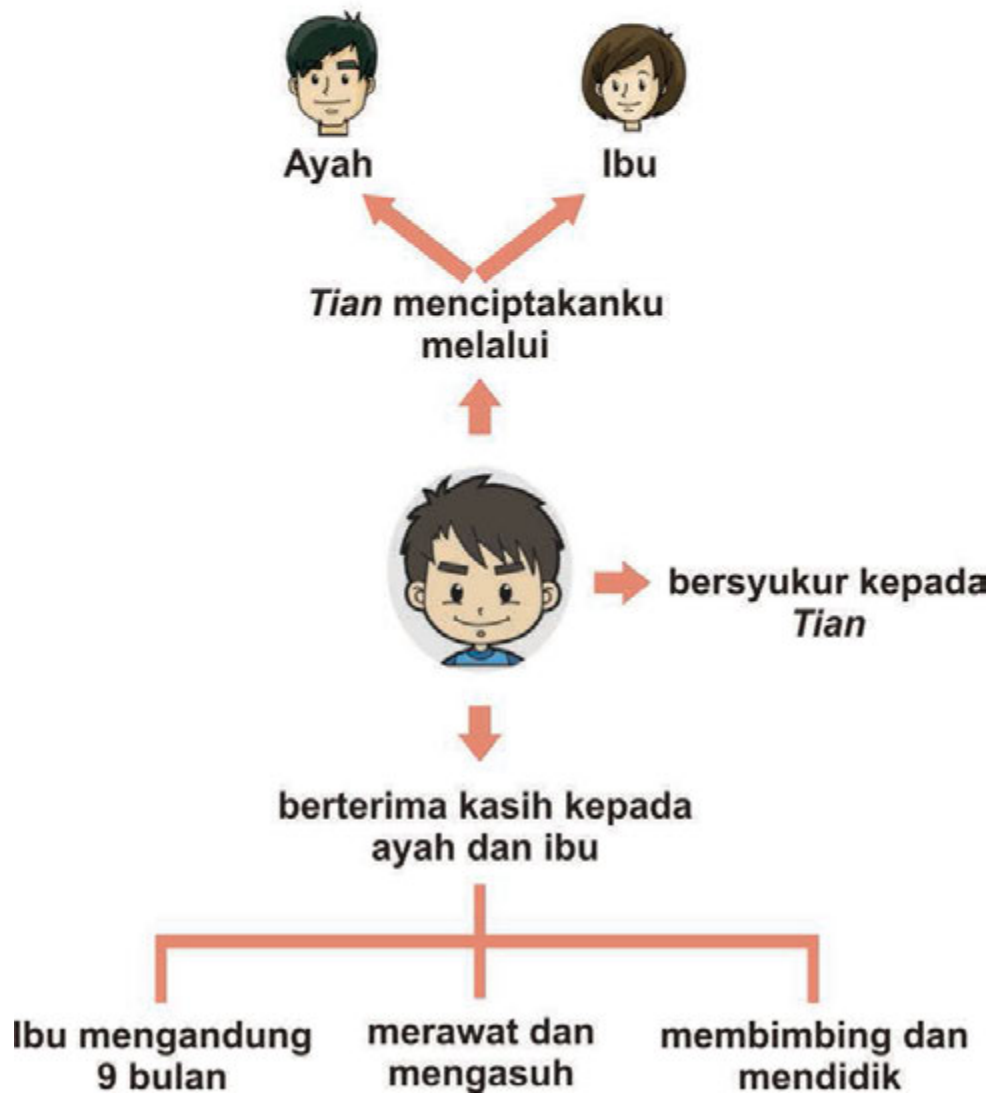 Ayah
Ibu
Tian menciptakanku
melalui
bersyukur kepada
Tian
berterima kasih kepada
ayah dan ibu
Ibu mengandung
9 bulan
merawat dan
mengasuh
membimbing dan
mendidik